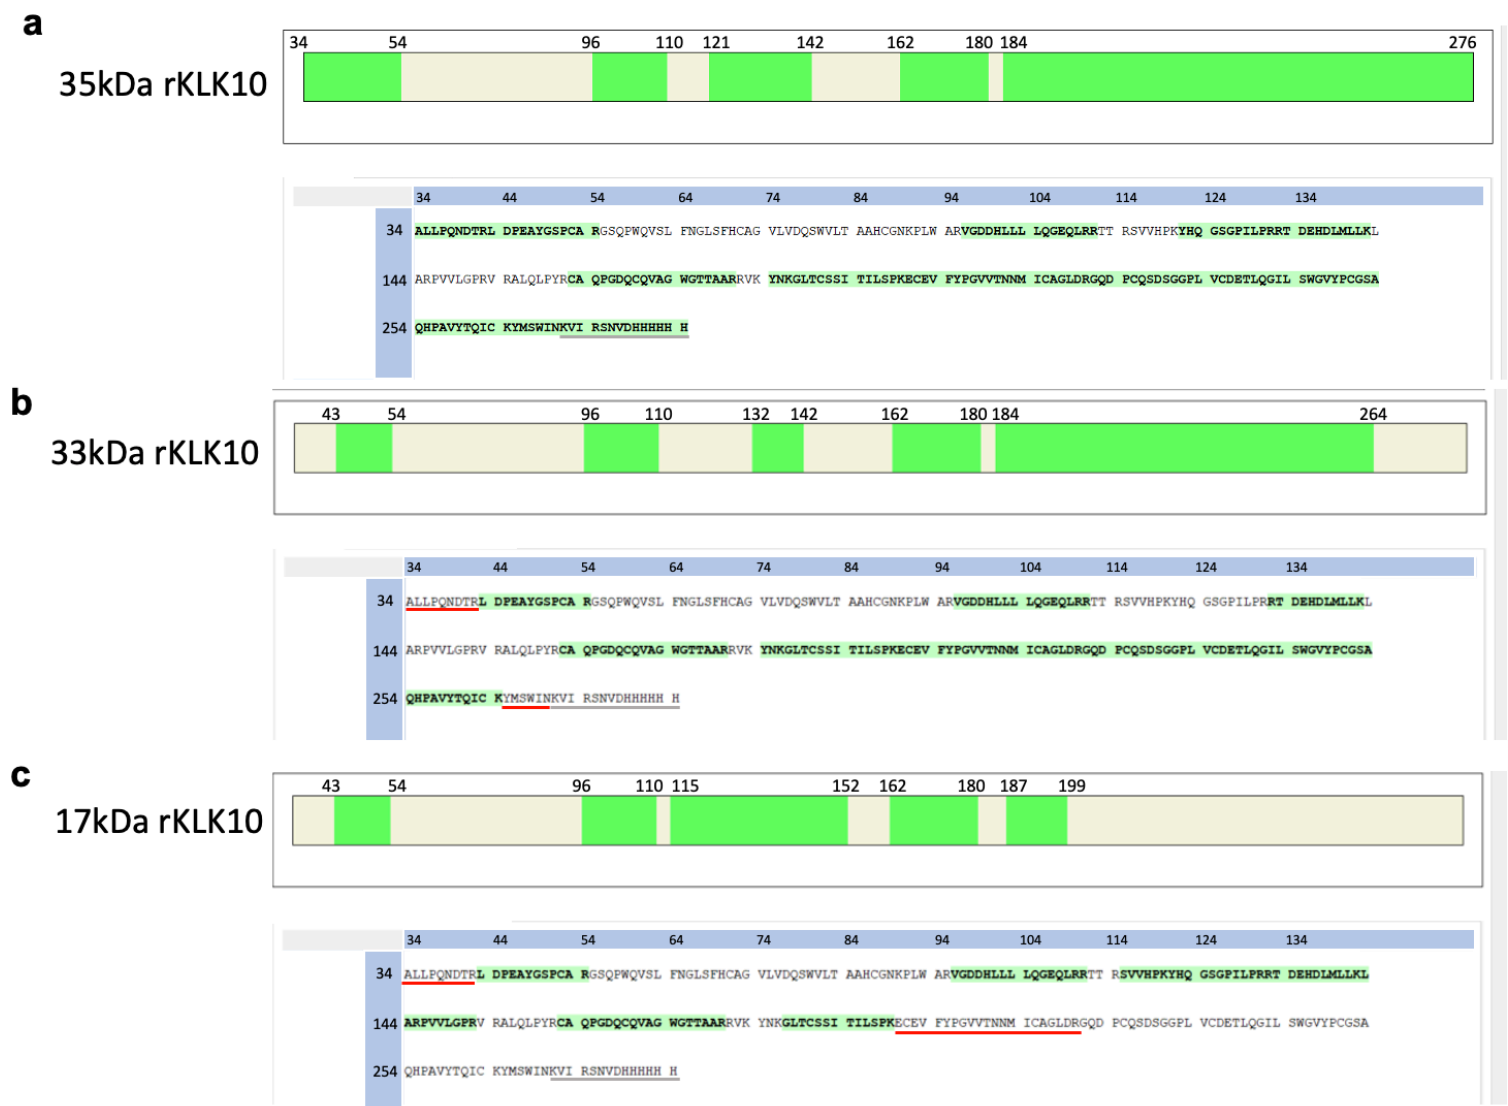 a
34 54 96 110 121 142 162 180 184 276
35kDa rKLK10
34 44 54 64 74 84 94 104 114 124 134
34 ALLPQNDTRL DPEAYGSPCA RGSQPWQVSL FNGLSFHCAG VLVDQSWVLT AAHCGNKPLW ARVGDDHLLL LQGEQLRRTT RSVVHPKYHQ GSGPILPRRT DEHDLMLLKL
144 ARPVVLGPRV RALQLPYRCA QPGDQCQVAG WGTTAARRVK YNKGLTCSSI TILSPKECEV FYPGVVTNNM ICAGLDRGQD PCQSDSGGPL VCDETLQGIL SWGVYPCGSA
254 QHPAVYTQIC KYMSWINKVI RSNVDHHHHH H
b
43 54 96 110 132 142 162 180 184 264
33kDa rKLK10
34 44 54 64 74 84 94 104 114 124 134
34 ALLPQNDTRL DPEAYGSPCA RGSQPWQVSL FNGLSFHCAG VLVDQSWVLT AAHCGNKPLW ARVGDDHLLL LQGEQLRRTT RSVVHPKYHQ GSGPILPRRT DEHDLMLLKL
144 ARPVVLGPRV RALQLPYRCA QPGDQCQVAG WGTTAARRVK YNKGLTCSSI TILSPKECEV FYPGVVTNNM ICAGLDRGQD PCQSDSGGPL VCDETLQGIL SWGVYPCGSA
254 QHPAVYTQIC KYMSWINKVI RSNVDHHHHH H
c
43 54 96 110 115 152 162 180 187 199
17kDa rKLK10
34 44 54 64 74 84 94 104 114 124 134
34 ALLPQNDTRL DPEAYGSPCA RGSQPWQVSL FNGLSFHCAG VLVDQSWVLT AAHCGNKPLW ARVGDDHLLL LQGEQLRRTT RSVVHPKYHQ GSGPILPRRT DEHDLMLLKL
144 ARPVVLGPRV RALQLPYRCA QPGDQCQVAG WGTTAARRVK YNKGLTCSSI TILSPKECEV FYPGVVTNNM ICAGLDRGQD PCQSDSGGPL VCDETLQGIL SWGVYPCGSA
254 QHPAVYTQIC KYMSWINKVI RSNVDHHHHH H